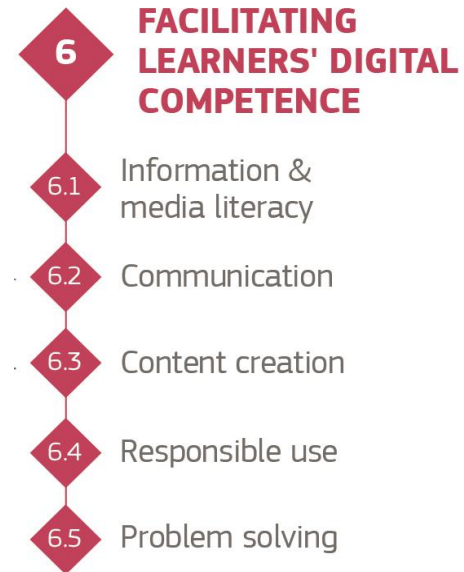 6
FACILITATING
LEARNERS' DIGITAL
COMPETENCE
6.1
Information &
media literacy
6.2
Communication
6.3
Content creation
6.4
Responsible use
6.5
Problem solving